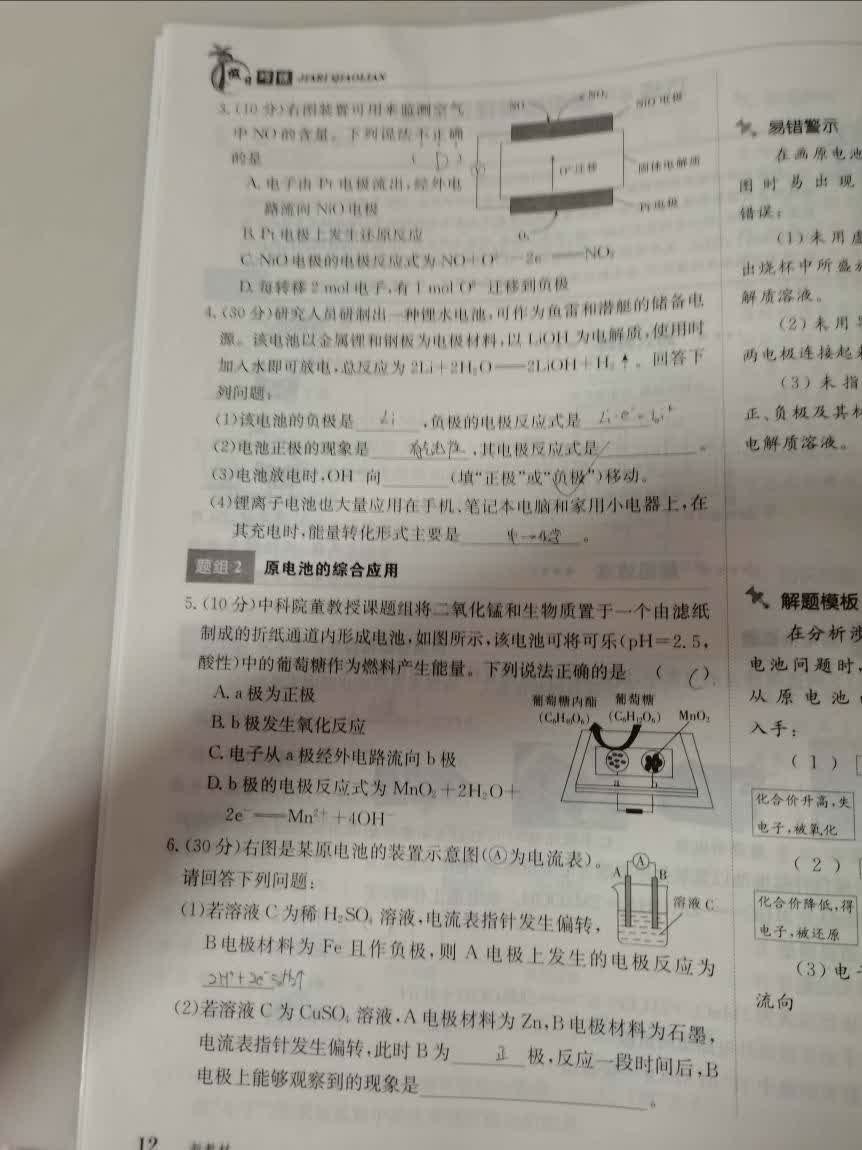 假日 JIARI QIAOLIAN
3.(10分)右图装置可用来监测空气
中NO的含量。下列说法不正确
的是 ( D )
A.电子由Pt电极流出,经外电
路流向NiO电极
B.Pt电极上发生还原反应
C.NiO电极的电极反应式为NO+O²⁻-2e⁻══NO₂
D.每转移2 mol电子,有1 mol O²⁻迁移到负极
NO
NO₂
NiO电极
O²⁻迁移
固体电解质
Pt电极
O₂
4.(30分)研究人员研制出一种锂水电池,可作为鱼雷和潜艇的储备电
源。该电池以金属锂和钢板为电极材料,以LiOH为电解质,使用时
加入水即可放电,总反应为2Li+2H₂O══2LiOH+H₂↑。回答下
列问题:
(1)该电池的负极是 Li ,负极的电极反应式是 Li-e⁻=Li⁺
(2)电池正极的现象是 有气泡 ,其电极反应式是 。
(3)电池放电时,OH⁻向 (填“正极”或“负极”)移动。
(4)锂离子电池也大量应用在手机、笔记本电脑和家用小电器上,在
其充电时,能量转化形式主要是 电→化学 。
题组2 原电池的综合应用
5.(10分)中科院董教授课题组将二氧化锰和生物质置于一个由滤纸
制成的折纸通道内形成电池,如图所示,该电池可将可乐(pH=2.5,
酸性)中的葡萄糖作为燃料产生能量。下列说法正确的是 ( C )
A.a极为正极
B.b极发生氧化反应
C.电子从a极经外电路流向b极
D.b极的电极反应式为MnO₂+2H₂O+
2e⁻══Mn²⁺+4OH⁻
葡萄糖内酯 葡萄糖
(C₆H₁₀O₆) (C₆H₁₂O₆) MnO₂
a b
6.(30分)右图是某原电池的装置示意图(Ⓐ为电流表)。
请回答下列问题:
(1)若溶液C为稀H₂SO₄溶液,电流表指针发生偏转,
B电极材料为Fe且作负极,则A电极上发生的电极反应为
2H⁺+2e⁻=H₂↑
(2)若溶液C为CuSO₄溶液,A电极材料为Zn,B电极材料为石墨,
电流表指针发生偏转,此时B为 正 极,反应一段时间后,B
电极上能够观察到的现象是 。
A Ⓐ B
溶液C
12
易错警示
在画原电池
图时易出现
错误:
(1)未用
出烧杯中所盛
解质溶液。
(2)未用
两电极连接起
(3)未指
正、负极及其材
电解质溶液。
解题模板
在分析涉
电池问题时,
从原电池
入手:
(1)
化合价升高,失
电子,被氧化
(2)
化合价降低,得
电子,被还原
(3)电
流向